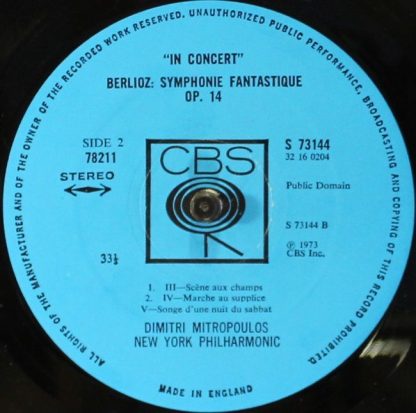 ALL RIGHTS OF THE MANUFACTURER AND OF THE OWNER OF THE RECORDED WORK RESERVED. UNAUTHORIZED PUBLIC PERFORMANCE, BROADCASTING AND COPYING OF THIS RECORD PROHIBITED.
"IN CONCERT"
BERLIOZ: SYMPHONIE FANTASTIQUE
OP. 14
SIDE 2
78211
STEREO
33⅓
CBS
S 73144
32 16 0204
Public Domain
S 73144 B
℗ 1973
CBS Inc.
1. III—Scène aux champs
2. IV—Marche au supplice
V—Songe d'une nuit du sabbat
DIMITRI MITROPOULOS
NEW YORK PHILHARMONIC
MADE IN ENGLAND